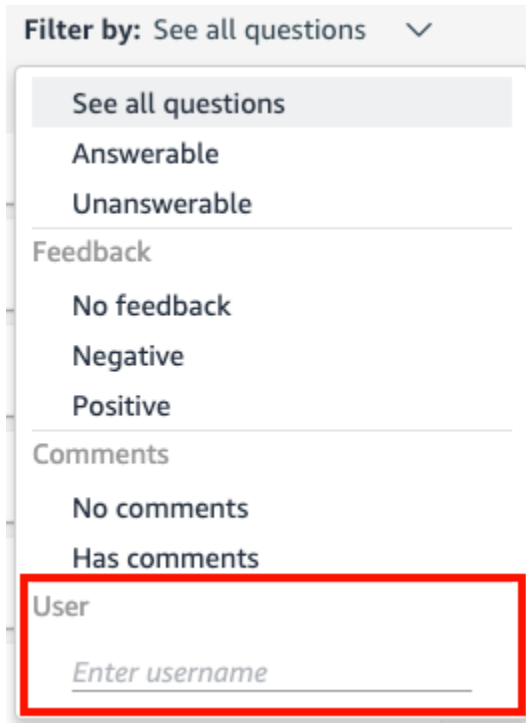 Filter by: See all questions
See all questions
Answerable
Unanswerable
Feedback
No feedback
Negative
Positive
Comments
No comments
Has comments
User
Enter username